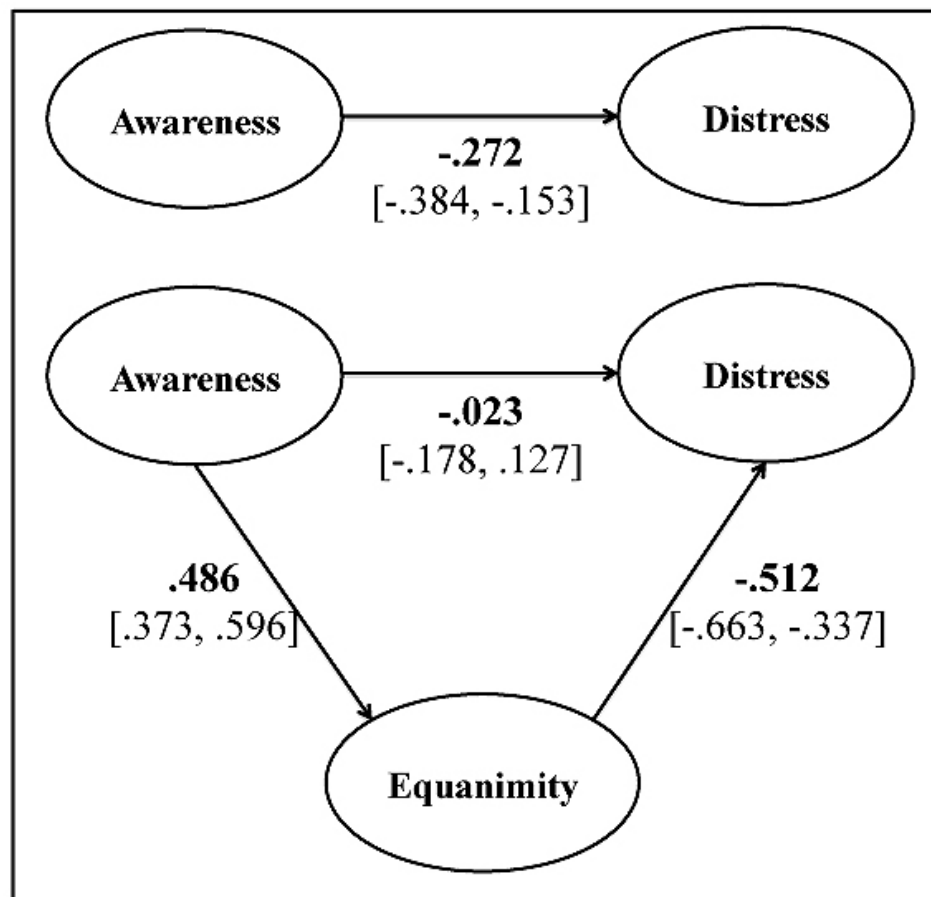 Awareness
Distress
-.272
[-.384, -.153]
Awareness
Distress
-.023
[-.178, .127]
.486
[.373, .596]
-.512
[-.663, -.337]
Equanimity